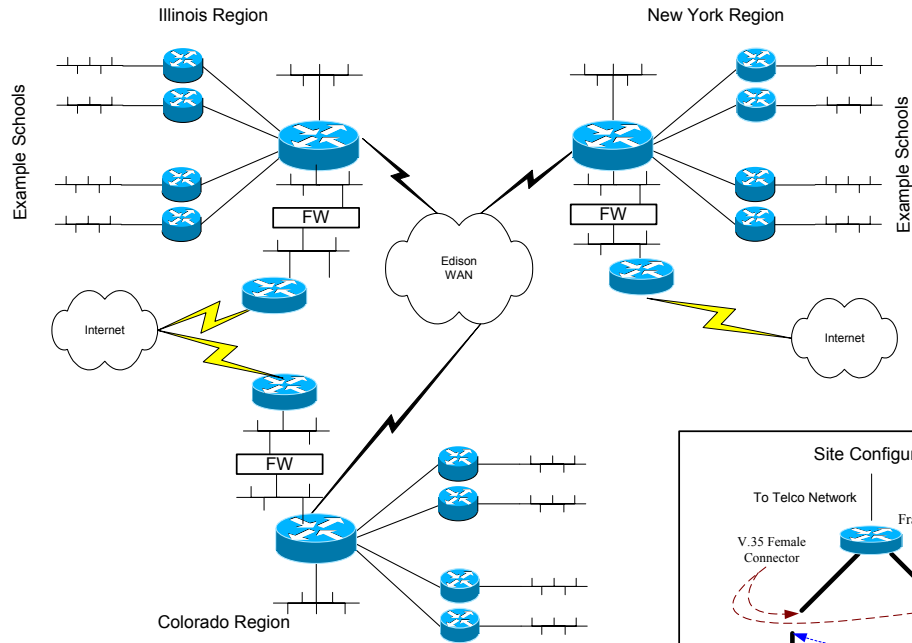 Illinois Region
New York Region
Example Schools
Example Schools
FW
FW
Edison
WAN
Internet
Internet
FW
Colorado Region
To Telco Network
V.35 Female
Connector